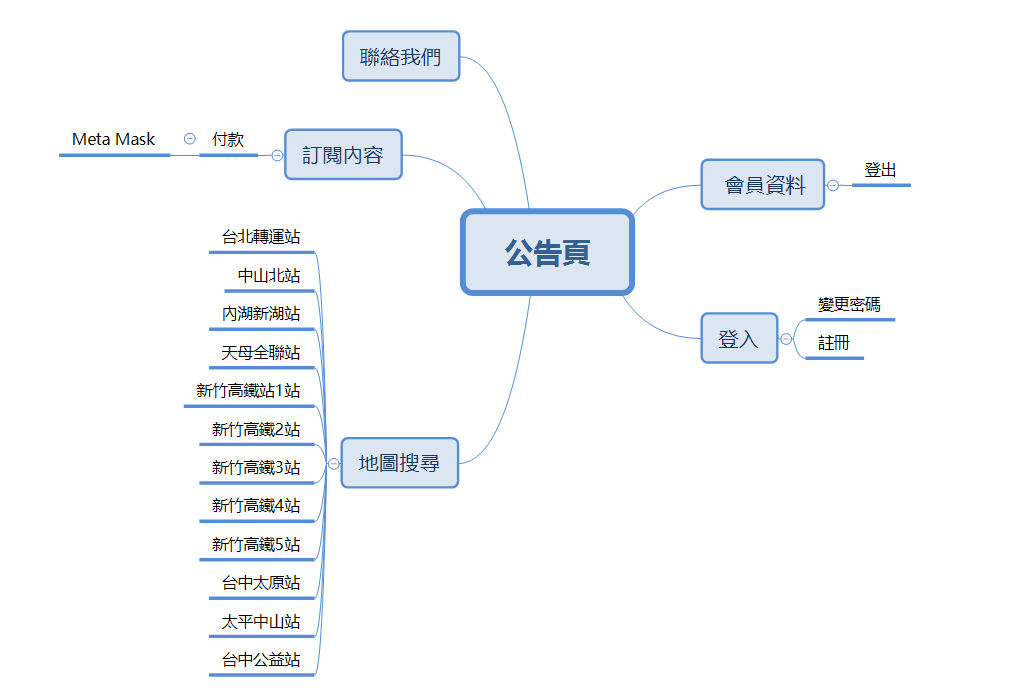 聯絡我們
Meta Mask
付款
訂閱內容
會員資料
登出
公告頁
登入
變更密碼
註冊
地圖搜尋
台北轉運站
中山北站
內湖新湖站
天母全聯站
新竹高鐵站1站
新竹高鐵2站
新竹高鐵3站
新竹高鐵4站
新竹高鐵5站
台中太原站
太平中山站
台中公益站